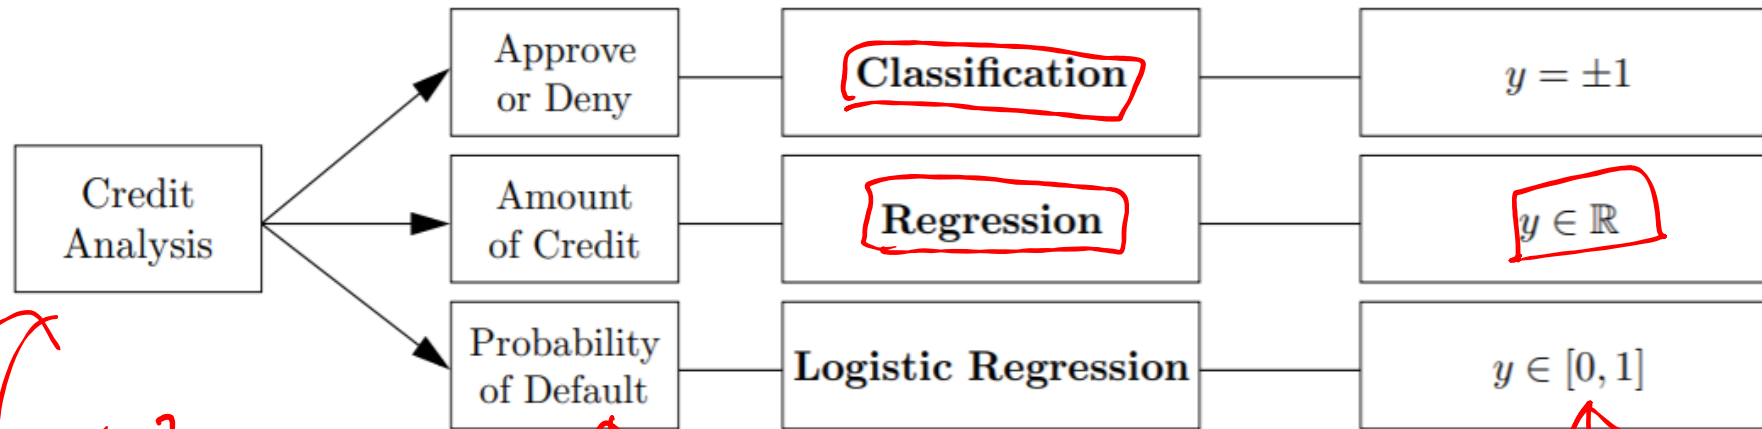 Credit
Analysis
Approve
or Deny
Classification
y = ±1
Amount
of Credit
Regression
y ∈ ℝ
Probability
of Default
Logistic Regression
y ∈ [0, 1]